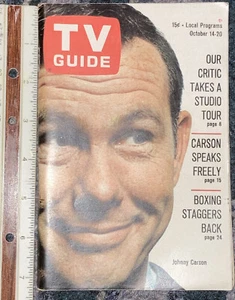 TV
GUIDE
15¢ • Local Programs
October 14-20
OUR
CRITIC
TAKES A
STUDIO
TOUR
page 8
CARSON
SPEAKS
FREELY
page 15
BOXING
STAGGERS
BACK
page 24
Johnny Carson